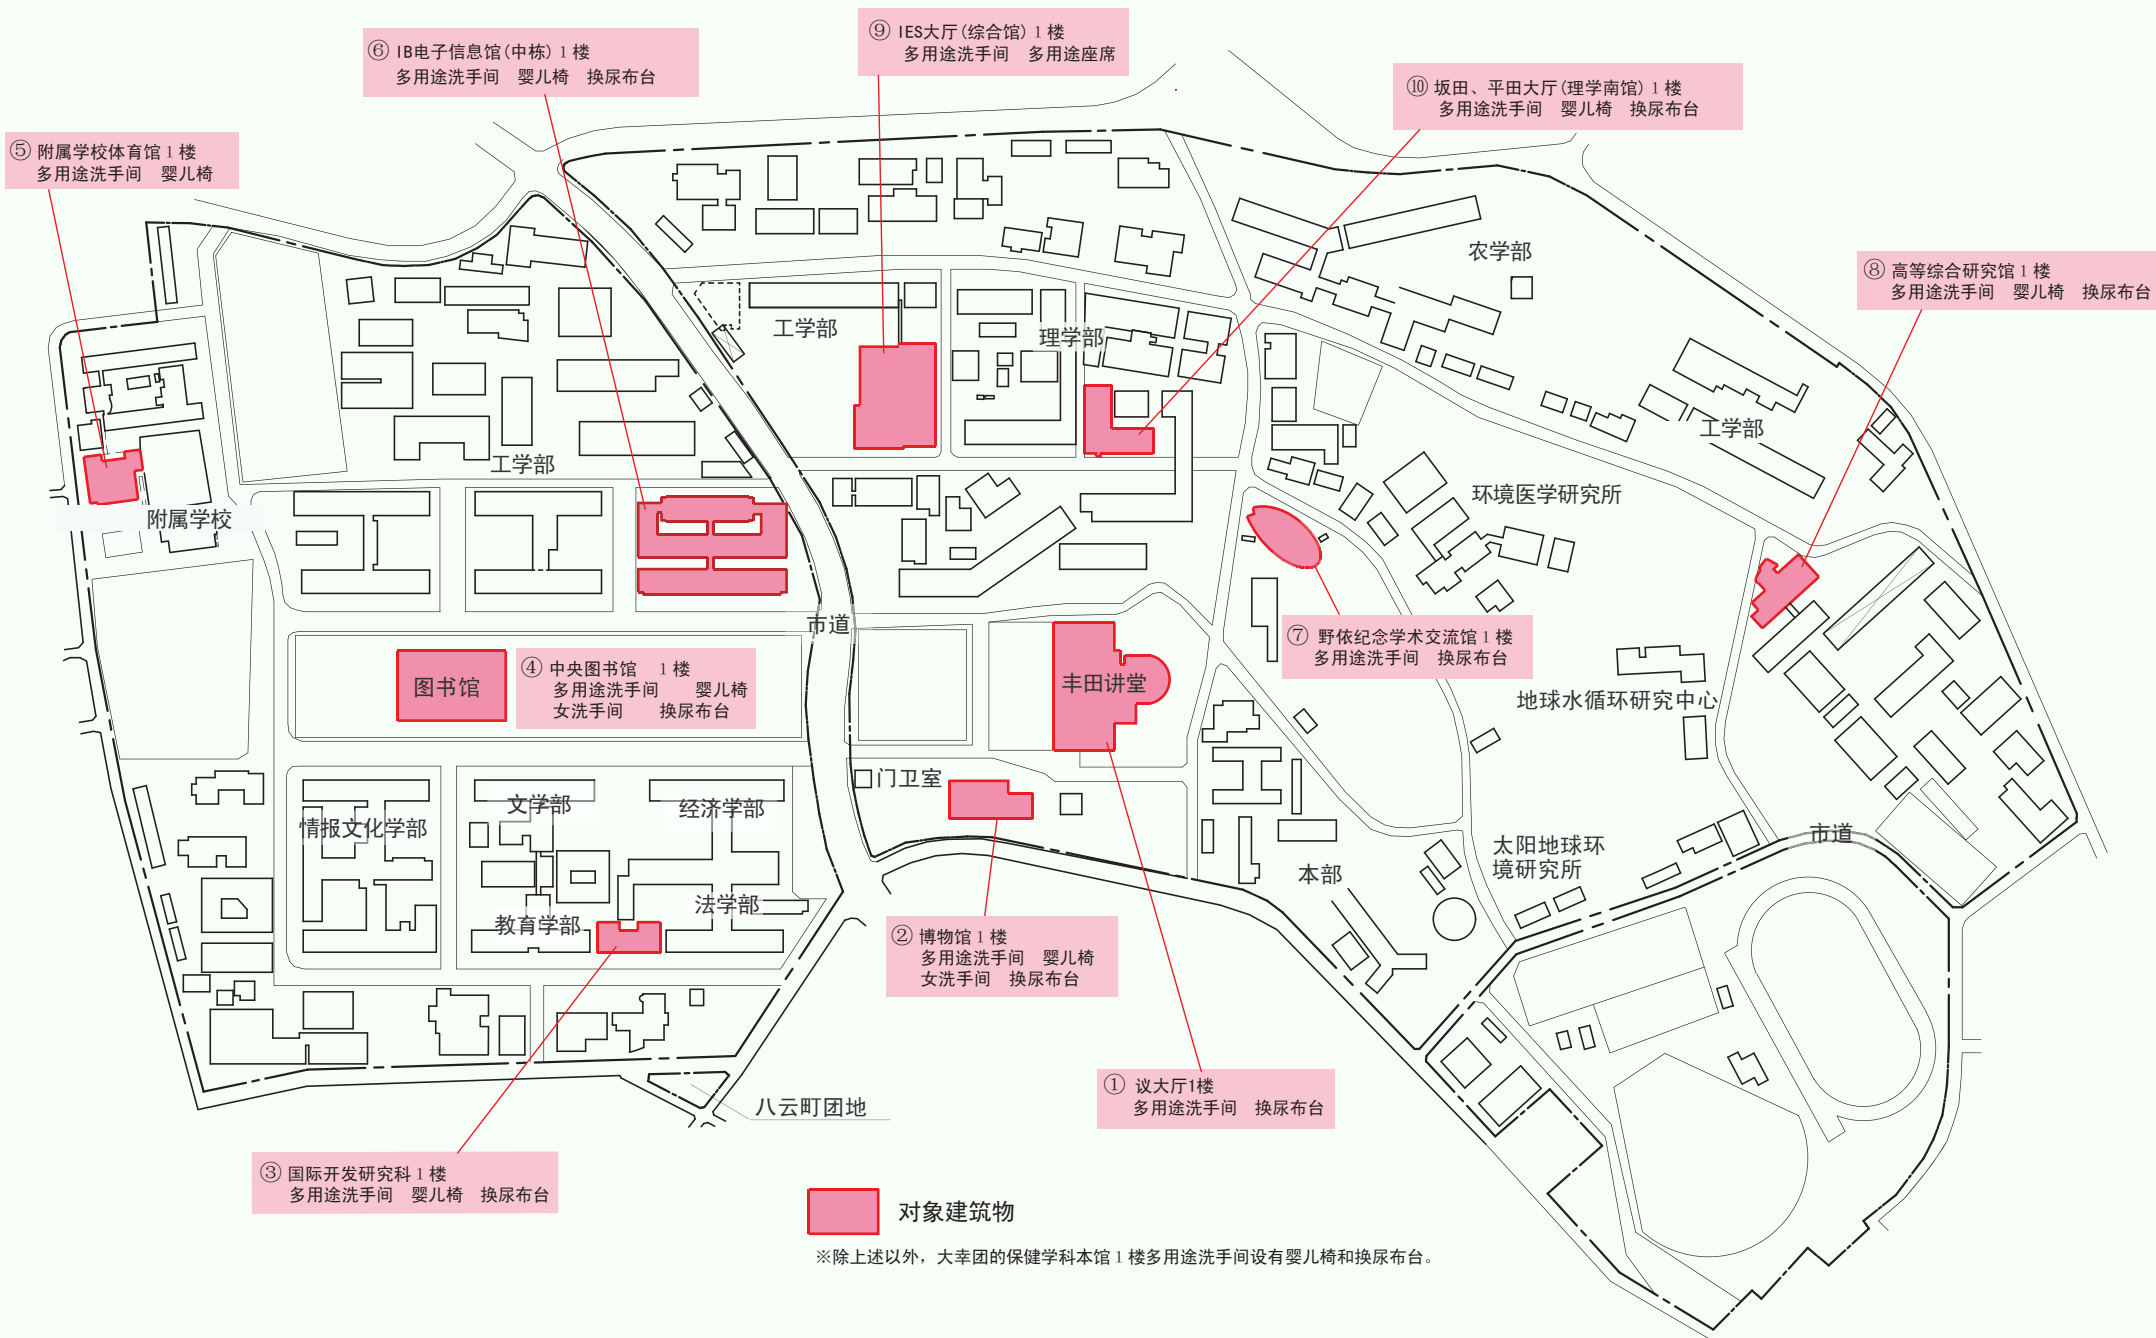 ⑨ IES大厅(综合馆) 1 楼
多用途洗手间 多用途座席
⑥ IB电子信息馆(中栋) 1 楼
多用途洗手间 婴儿椅 换尿布台
⑩ 坂田、平田大厅(理学南馆) 1 楼
多用途洗手间 婴儿椅 换尿布台
⑤ 附属学校体育馆 1 楼
多用途洗手间 婴儿椅
农学部
⑧ 高等综合研究馆 1 楼
多用途洗手间 婴儿椅 换尿布台
工学部
理学部
工学部
工学部
环境医学研究所
附属学校
市道
⑦ 野依纪念学术交流馆 1 楼
多用途洗手间 换尿布台
图书馆
④ 中央图书馆 1 楼
多用途洗手间 婴儿椅
女洗手间 换尿布台
丰田讲堂
地球水循环研究中心
门卫室
文学部
经济学部
情报文化学部
市道
太阳地球环
境研究所
本部
法学部
教育学部
② 博物馆 1 楼
多用途洗手间 婴儿椅
女洗手间 换尿布台
① 议大厅1楼
多用途洗手间 换尿布台
八云町团地
③ 国际开发研究科 1 楼
多用途洗手间 婴儿椅 换尿布台
对象建筑物
※除上述以外，大幸团的保健学科本馆 1 楼多用途洗手间设有婴儿椅和换尿布台。